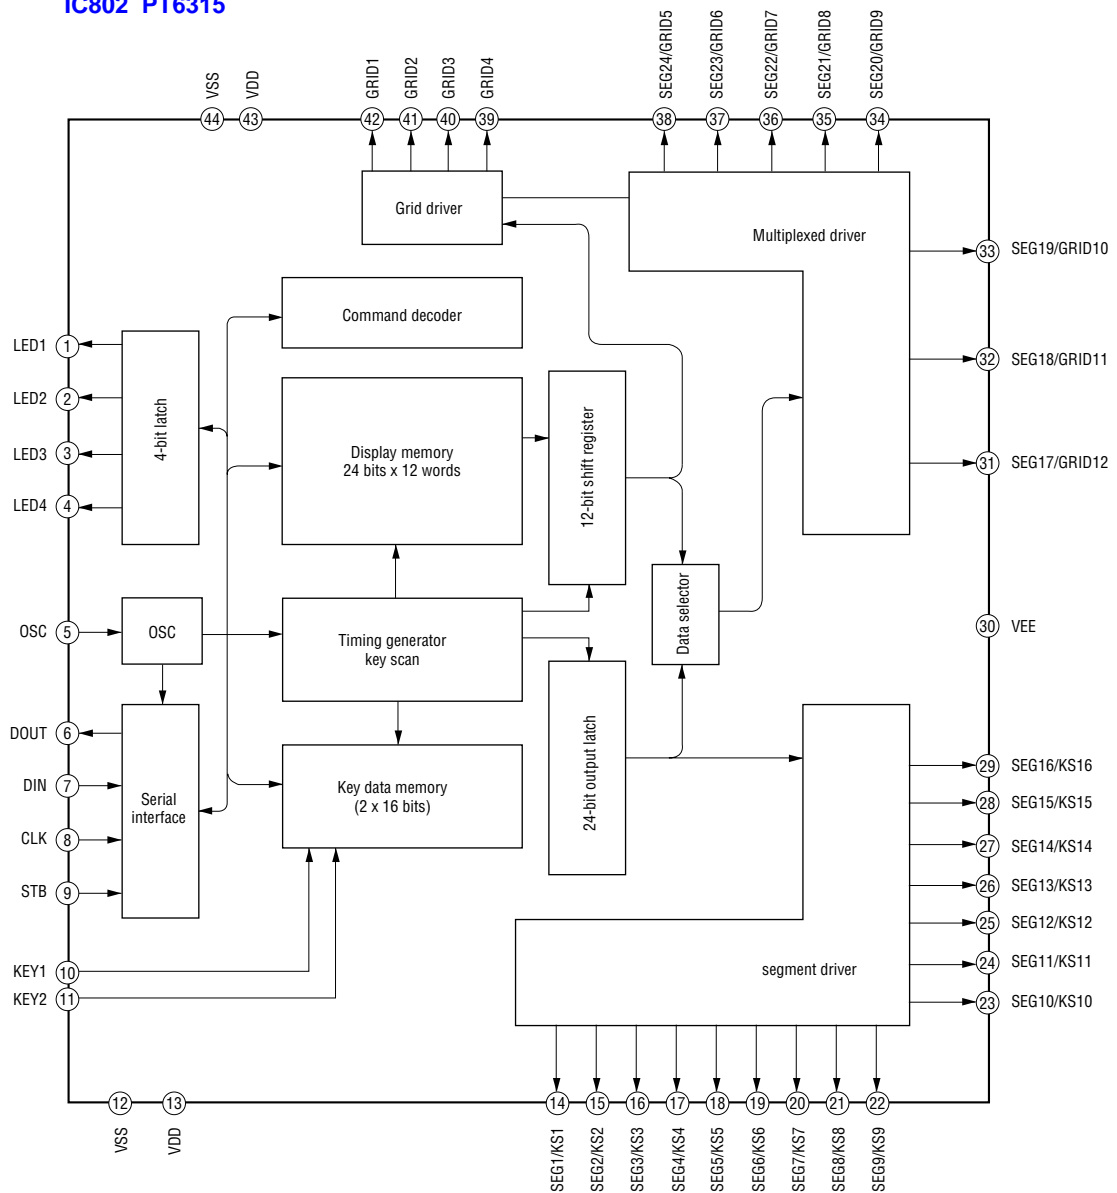 IC802 PT6315
VSS
VDD
GRID1
GRID2
GRID3
GRID4
SEG24/GRID5
SEG23/GRID6
SEG22/GRID7
SEG21/GRID8
SEG20/GRID9
44
43
42
41
40
39
38
37
36
35
34
Grid driver
Multiplexed driver
33
SEG19/GRID10
Command decoder
LED1
1
32
SEG18/GRID11
LED2
2
4-bit latch
Display memory
24 bits x 12 words
12-bit shift register
LED3
3
31
SEG17/GRID12
LED4
4
Data selector
OSC
5
OSC
Timing generator
key scan
30
VEE
DOUT
6
24-bit output latch
29
SEG16/KS16
DIN
7
Serial
interface
Key data memory
(2 x 16 bits)
28
SEG15/KS15
CLK
8
27
SEG14/KS14
STB
9
26
SEG13/KS13
25
SEG12/KS12
KEY1
10
segment driver
24
SEG11/KS11
KEY2
11
23
SEG10/KS10
12
13
14
15
16
17
18
19
20
21
22
VSS
VDD
SEG1/KS1
SEG2/KS2
SEG3/KS3
SEG4/KS4
SEG5/KS5
SEG6/KS6
SEG7/KS7
SEG8/KS8
SEG9/KS9